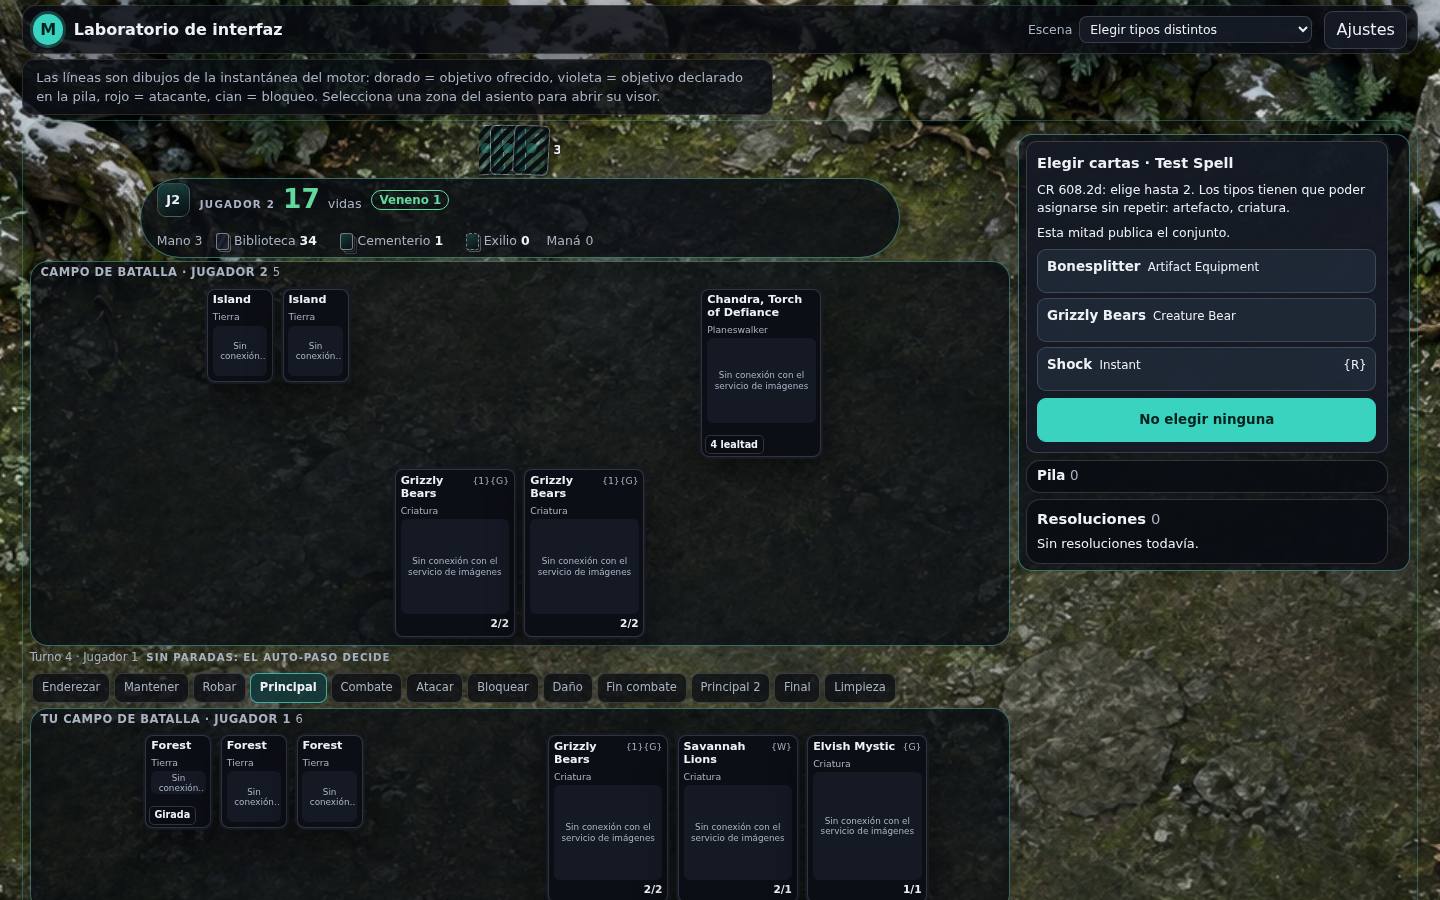 M Laboratorio de interfaz
Escena Elegir tipos distintos Ajustes
Las líneas son dibujos de la instantánea del motor: dorado = objetivo ofrecido, violeta = objetivo declarado
en la pila, rojo = atacante, cian = bloqueo. Selecciona una zona del asiento para abrir su visor.
3
J2 JUGADOR 2 17 vidas Veneno 1
Mano 3 Biblioteca 34 Cementerio 1 Exilio 0 Maná 0
CAMPO DE BATALLA · JUGADOR 2 5
Island
Tierra
Sin
conexión..
Island
Tierra
Sin
conexión..
Chandra, Torch
of Defiance
Planeswalker
Sin conexión con el
servicio de imágenes
4 lealtad
Grizzly
Bears
{1}{G}
Criatura
Sin conexión con el
servicio de imágenes
2/2
Grizzly
Bears
{1}{G}
Criatura
Sin conexión con el
servicio de imágenes
2/2
Turno 4 · Jugador 1 SIN PARADAS: EL AUTO-PASO DECIDE
Enderezar Mantener Robar Principal Combate Atacar Bloquear Daño Fin combate Principal 2 Final Limpieza
TU CAMPO DE BATALLA · JUGADOR 1 6
Forest
Tierra
Sin
conexión..
Girada
Forest
Tierra
Sin
conexión..
Forest
Tierra
Sin
conexión..
Grizzly
Bears
{1}{G}
Criatura
Sin conexión con el
servicio de imágenes
2/2
Savannah
Lions
{W}
Criatura
Sin conexión con el
servicio de imágenes
2/1
Elvish Mystic {G}
Criatura
Sin conexión con el
servicio de imágenes
1/1
Elegir cartas · Test Spell
CR 608.2d: elige hasta 2. Los tipos tienen que poder
asignarse sin repetir: artefacto, criatura.
Esta mitad publica el conjunto.
Bonesplitter Artifact Equipment
Grizzly Bears Creature Bear
Shock Instant {R}
No elegir ninguna
Pila 0
Resoluciones 0
Sin resoluciones todavía.